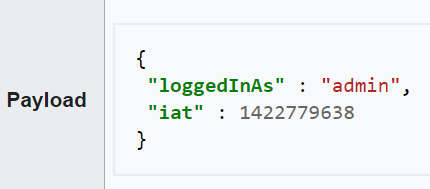 {
"loggedInAs" : "admin",
Payload
"iat" : 1422779638
}